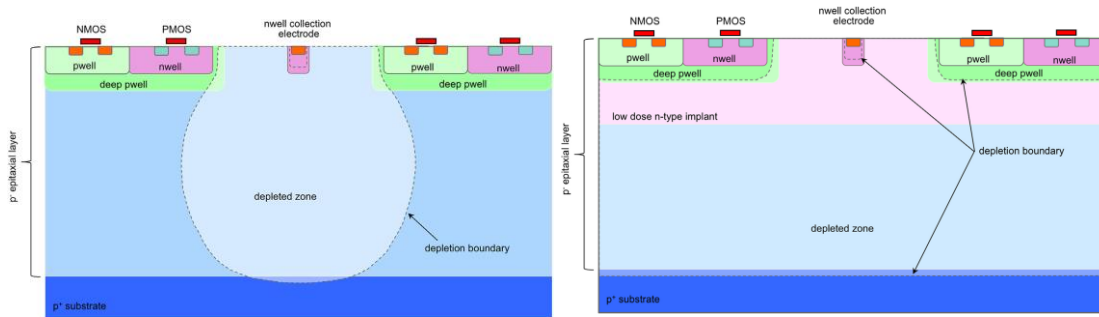 NMOS
PMOS
nwell collection
electrode
pwell
nwell
pwell
nwell
deep pwell
deep pwell
p- epitaxial layer
depleted zone
depletion boundary
p+ substrate
NMOS
PMOS
nwell collection
electrode
pwell
nwell
pwell
nwell
deep pwell
deep pwell
low dose n-type implant
p- epitaxial layer
depletion boundary
depleted zone
p+ substrate